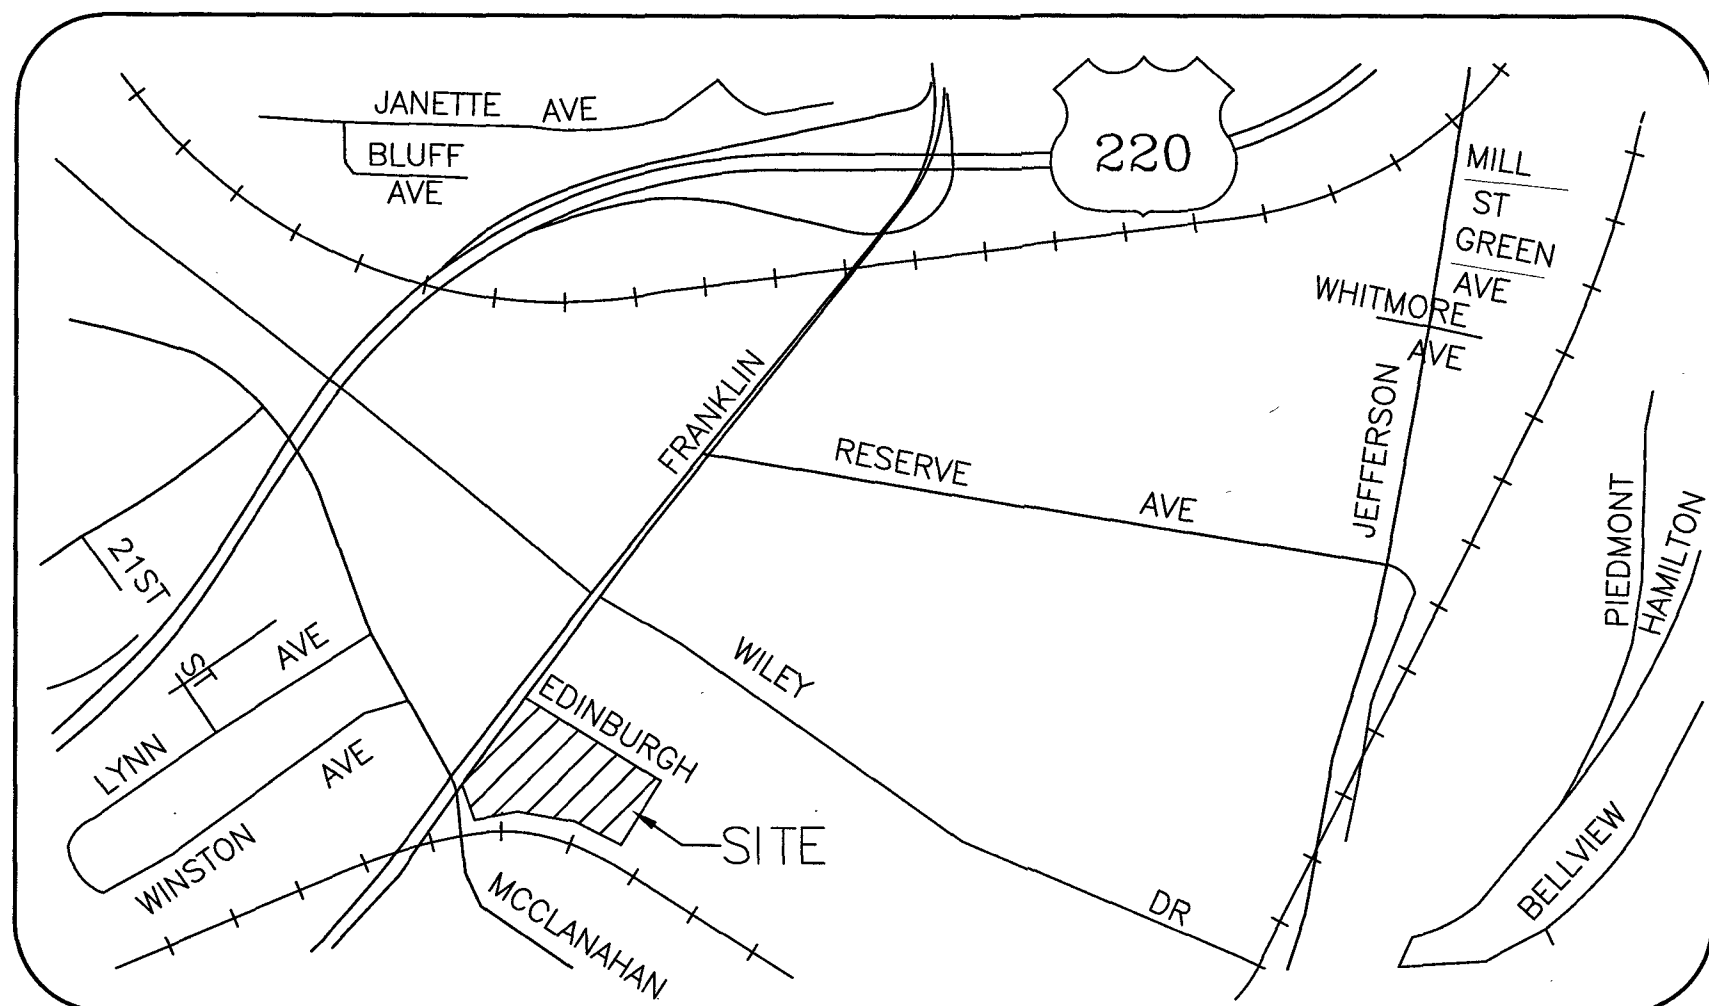 JANETTE AVE
BLUFF
AVE
220
MILL
ST
GREEN
AVE
WHITMORE
AVE
FRANKLIN
JEFFERSON
RESERVE AVE
PIEDMONT
HAMILTON
21ST
ST
LYNN AVE
WINSTON AVE
WILEY DR
EDINBURGH
SITE
MCCLANAHAN
BELLVIEW